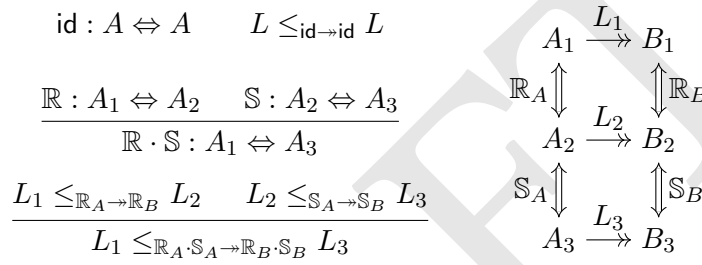 id : A ⇔ A    L ≤_{id↠id} L
ℝ : A₁ ⇔ A₂    𝕊 : A₂ ⇔ A₃
ℝ · 𝕊 : A₁ ⇔ A₃
L₁ ≤_{ℝ_A↠ℝ_B} L₂    L₂ ≤_{𝕊_A↠𝕊_B} L₃
L₁ ≤_{ℝ_A·𝕊_A↠ℝ_B·𝕊_B} L₃
L₁
A₁ ↠ B₁
ℝ_A ⇕ ⇕ ℝ_B
L₂
A₂ ↠ B₂
𝕊_A ⇕ ⇕ 𝕊_B
L₃
A₃ ↠ B₃